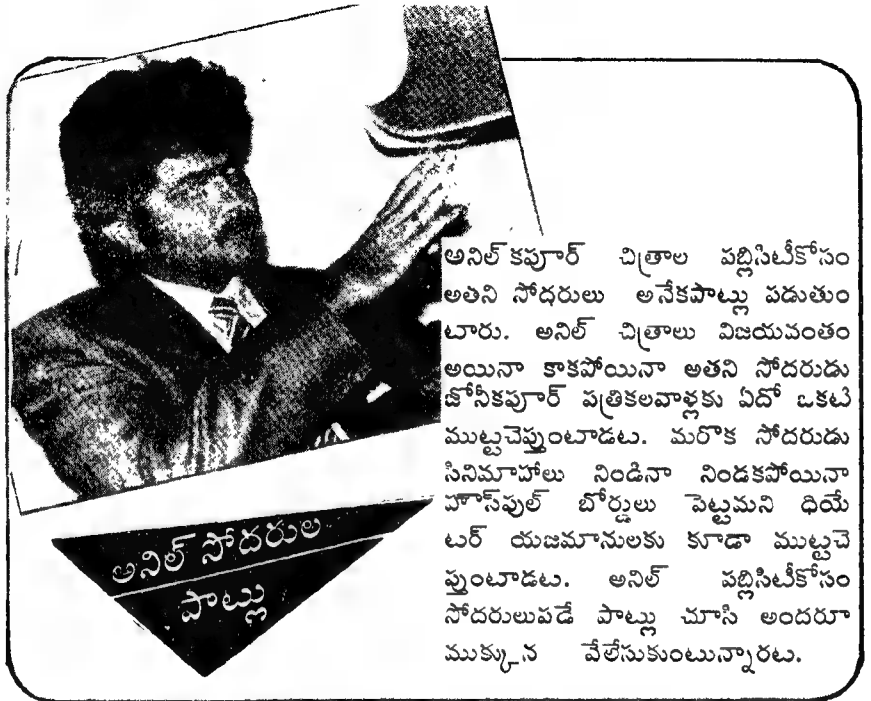 అనిల్ సోదరుల
పాట్లు
అనిల్ కపూర్ చిత్రాల పబ్లిసిటీకోసం
అతని సోధరులు అనేకపాట్లు పడుతుం
టారు. అనిల్ చిత్రాలు విజయవంతం
అయినా కాకపోయినా అతని సోదరుడు
జోనీకపూర్ పత్రికలవాళ్లకు ఏదో ఒకటి
ముట్టచెప్తుంటాడట. మరొక సోదరుడు
సినిమాహాలు నిండినా నిండకపోయినా
హౌస్‌ఫుల్ బోర్డులు పెట్టమని ధియే
టర్ యజమానులకు కూడా ముట్టచె
ప్తుంటాడట. అనిల్ పబ్లిసిటీకోసం
సోదరులుపడే పాట్లు చూసి అందరూ
ముక్కున వేలేసుకుంటున్నారట.